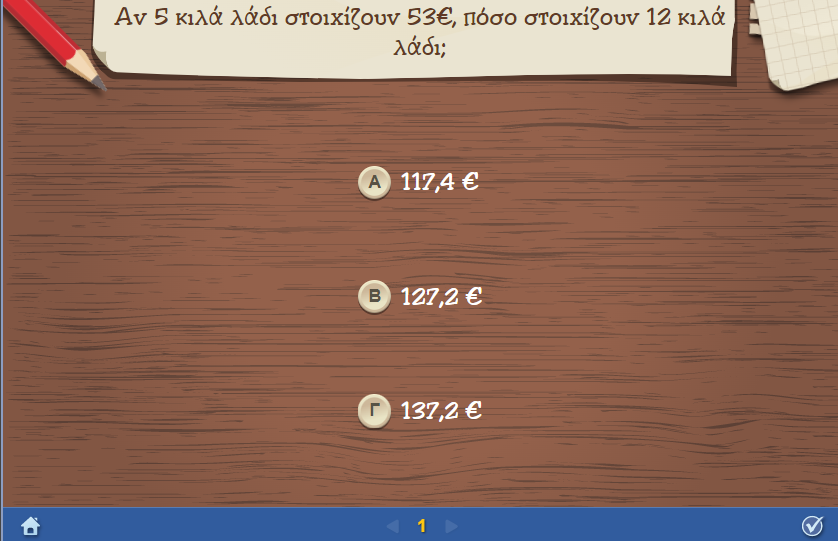 Αν 5 κιλά λάδι στοιχίζουν 53€, πόσο στοιχίζουν 12 κιλά
λάδι;
Α 117,4 €
Β 127,2 €
Γ 137,2 €
1